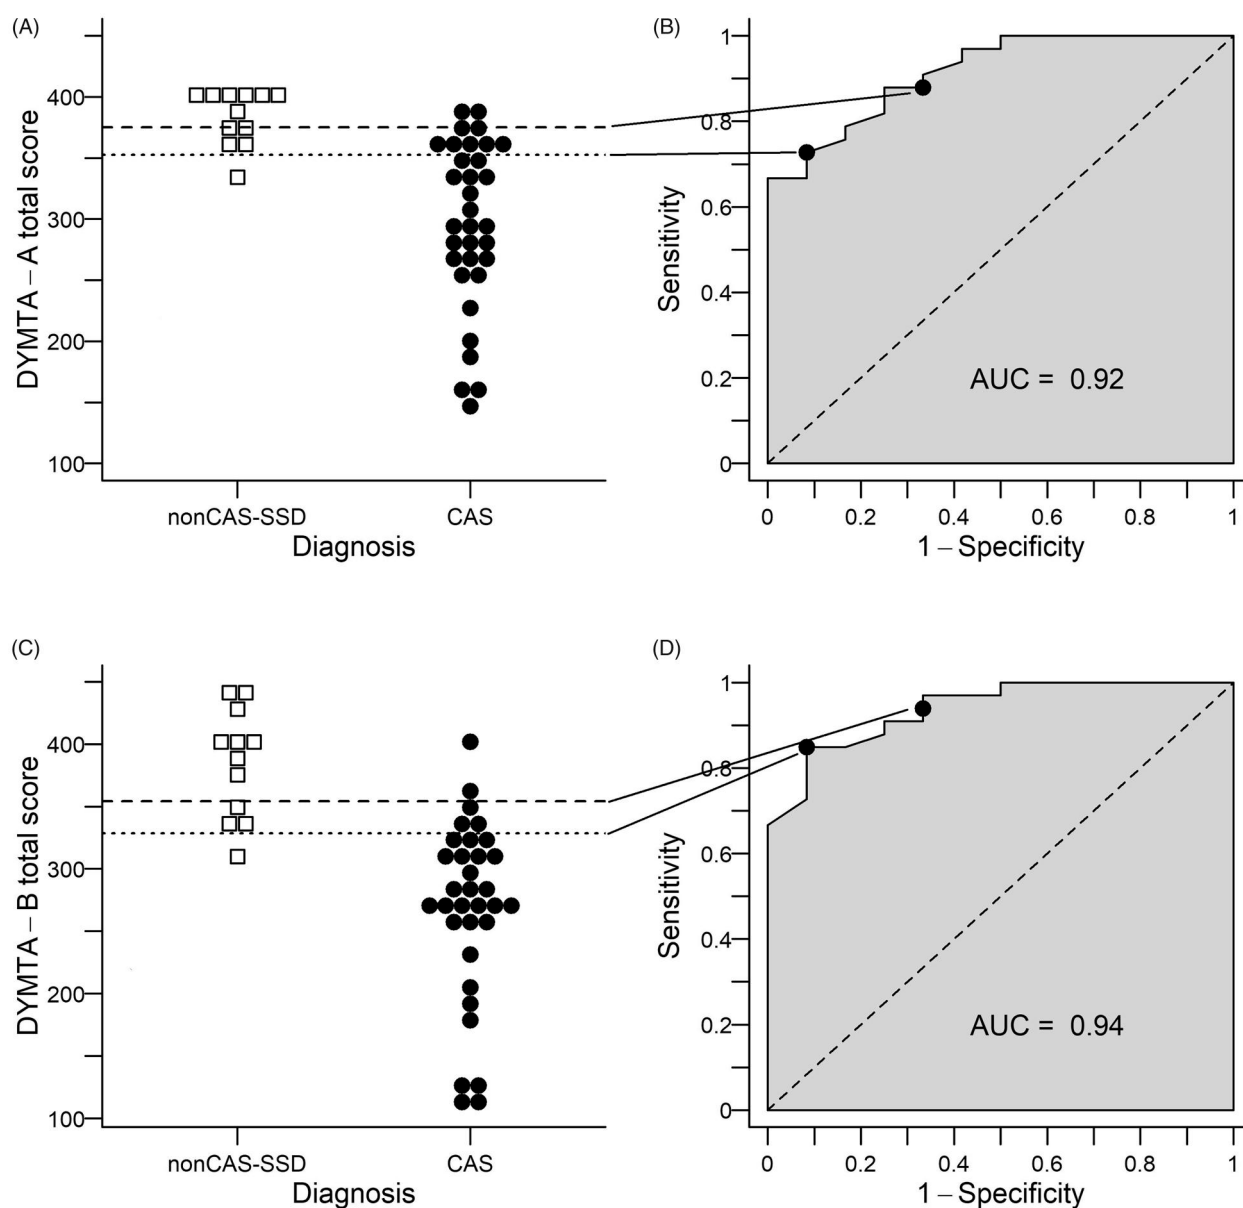 (A)
DYMTA – A total score
400
300
200
100
nonCAS-SSD
CAS
Diagnosis
(B)
Sensitivity
1
0.8
0.6
0.4
0.2
0
AUC = 0.92
0
0.2
0.4
0.6
0.8
1
1 – Specificity
(C)
DYMTA – B total score
400
300
200
100
nonCAS-SSD
CAS
Diagnosis
(D)
Sensitivity
1
0.8
0.6
0.4
0.2
0
AUC = 0.94
0
0.2
0.4
0.6
0.8
1
1 – Specificity